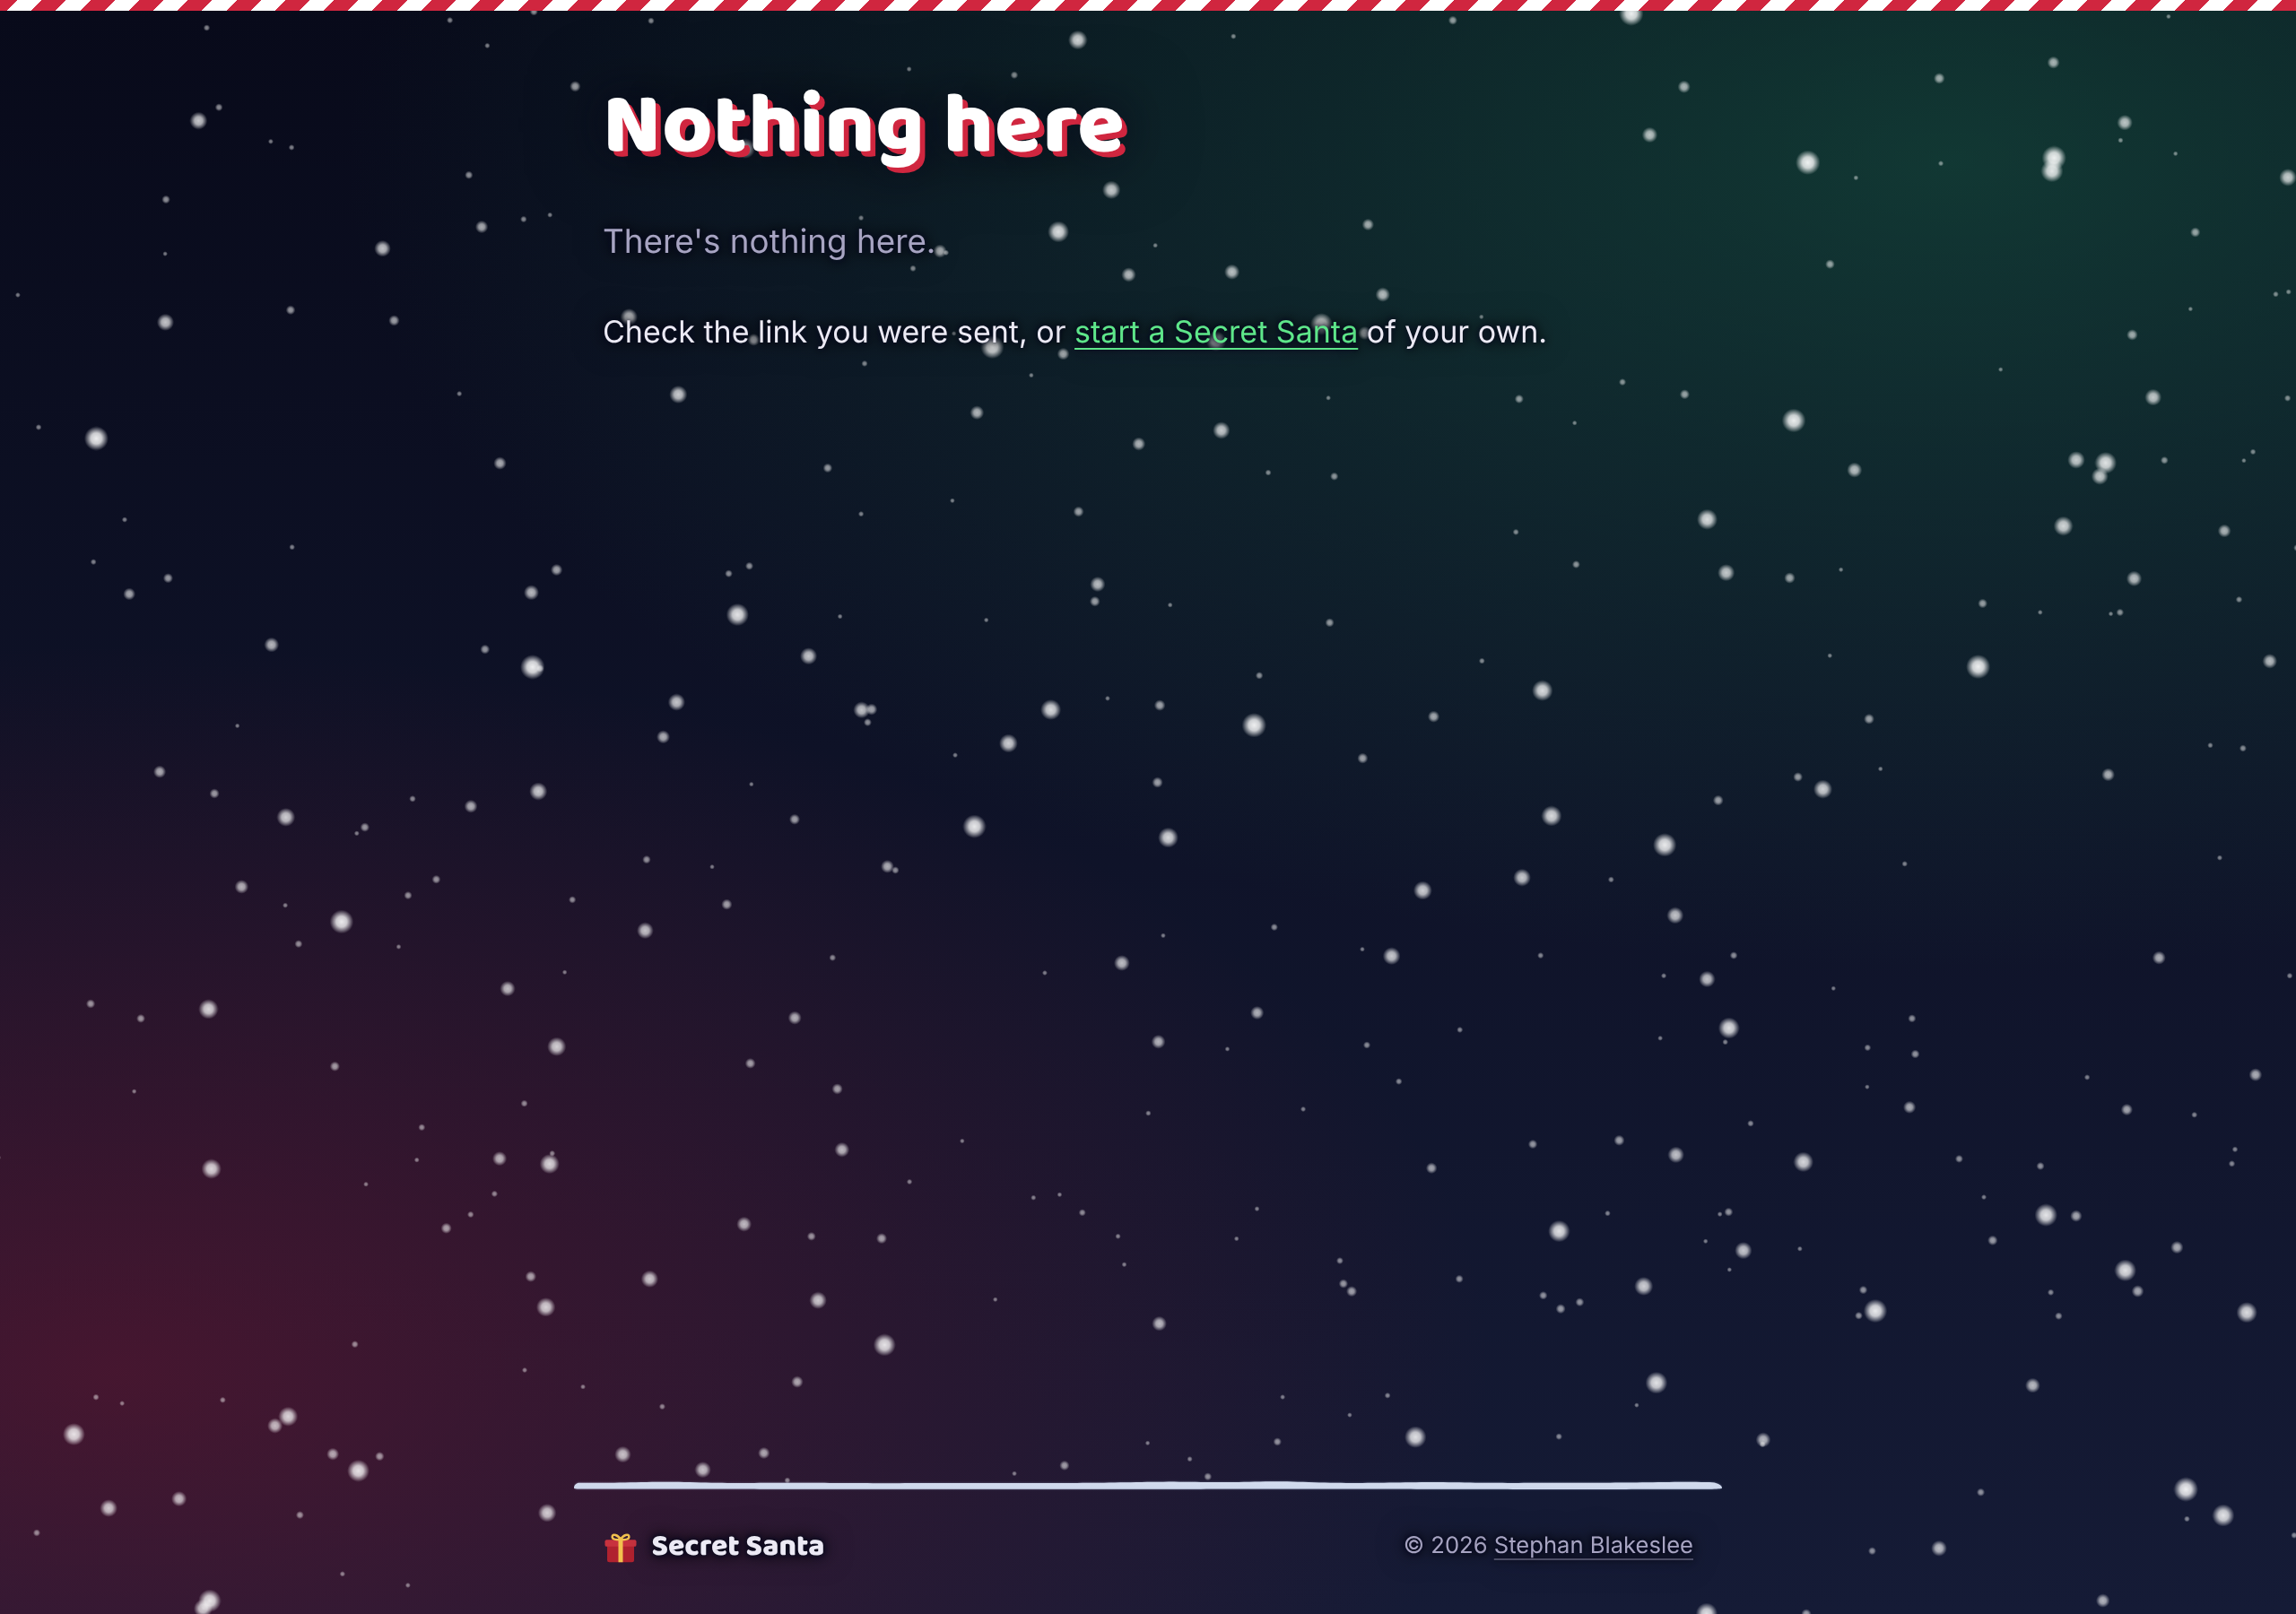 Nothing here
There's nothing here.
Check the link you were sent, or start a Secret Santa of your own.
Secret Santa
© 2026 Stephan Blakeslee